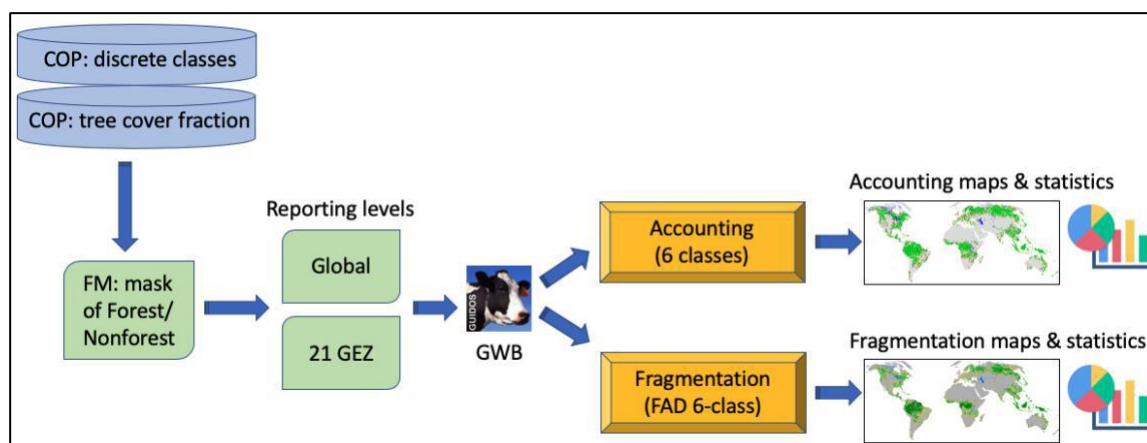 COP: discrete classes
COP: tree cover fraction
FM: mask
of Forest/
Nonforest
Reporting levels
Global
21 GEZ
GUIDOS
GWB
Accounting
(6 classes)
Fragmentation
(FAD 6-class)
Accounting maps & statistics
Fragmentation maps & statistics